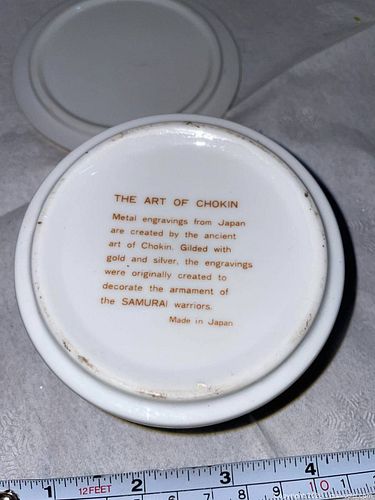 THE ART OF CHOKIN
Metal engravings from Japan
are created by the ancient
art of Chokin. Gilded with
gold and silver, the engravings
were originally created to
decorate the armament of
the SAMURAI warriors.
Made in Japan
1 12FEET 2 3 4
7 8 9 10 11